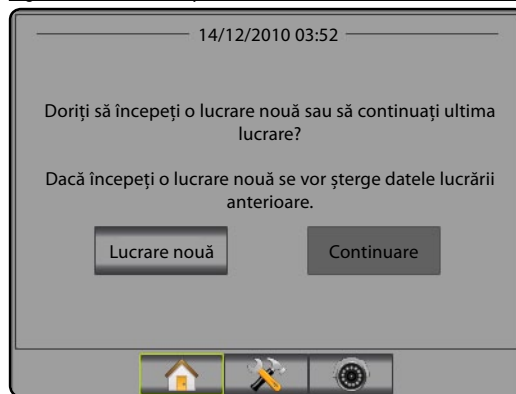 14/12/2010 03:52
Doriți să începeți o lucrare nouă sau să continuați ultima
lucrare?
Dacă începeți o lucrare nouă se vor șterge datele lucrării
anterioare.
Lucrare nouă
Continuare